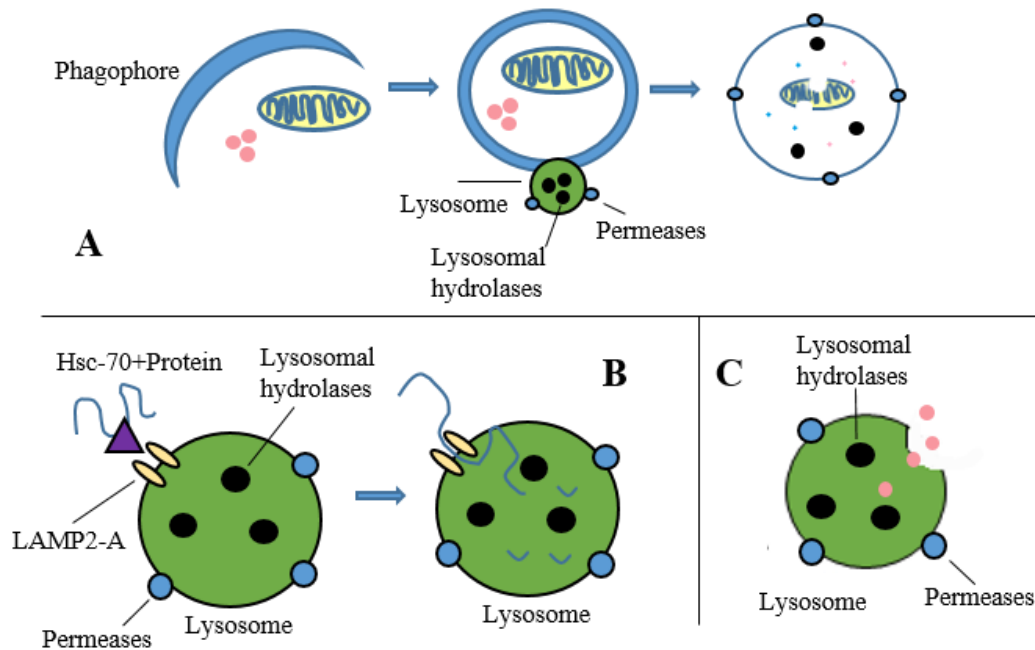 Phagophore
Lysosome
Permeases
Lysosomal
hydrolases
A
Hsc-70+Protein
Lysosomal
hydrolases
B
LAMP2-A
Permeases
Lysosome
Lysosome
C
Lysosomal
hydrolases
Lysosome
Permeases